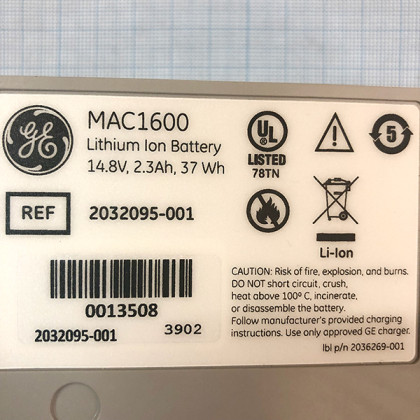 GE
MAC1600
Lithium Ion Battery
14.8V, 2.3Ah, 37 Wh
UL
LISTED
78TN
5
REF
2032095-001
Li-Ion
0013508
2032095-001
3902
CAUTION: Risk of fire, explosion, and burns.
DO NOT short circuit, crush,
heat above 100º C, incinerate,
or disassemble the battery.
Follow manufacturer's provided charging
instructions. Use only approved GE charger.
lbl p/n 2036269-001